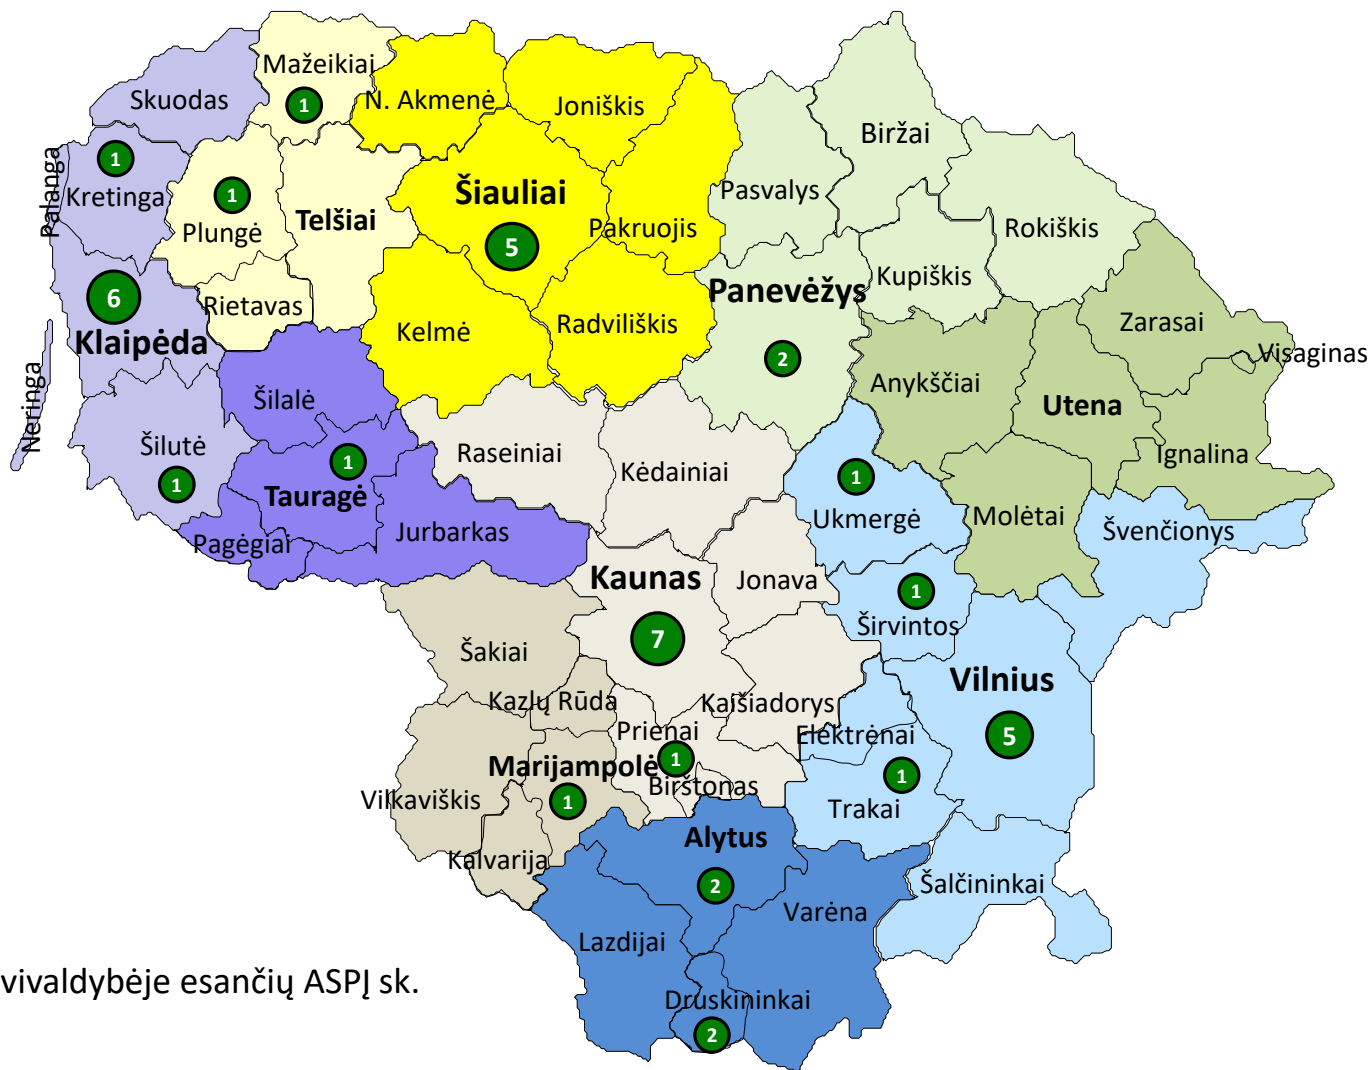 Mažeikiai
1
Skuodas
N. Akmenė
Joniškis
Biržai
Palanga
1
Kretinga
1
Plungė
Telšiai
Šiauliai
5
Pakruojis
Pasvalys
Rokiškis
Kupiškis
6
Klaipėda
Rietavas
Kelmė
Radviliškis
Panevėžys
2
Zarasai
Visaginas
Neringa
Šilalė
Anykščiai
Utena
Šilutė
1
1
Tauragė
Raseiniai
Kėdainiai
1
Ukmergė
Ignalina
Molėtai
Švenčionys
Pagėgiai
Jurbarkas
Kaunas
7
Jonava
1
Širvintos
Šakiai
Vilnius
5
Kazlų Rūda
Kaišiadorys
Prienai
1
Birštonas
Elektrėnai
1
Trakai
Marijampolė
1
Vilkaviškis
Kalvarija
Alytus
2
Varėna
Šalčininkai
Lazdijai
Druskininkai
2
vivaldybėje esančių ASPĮ sk.